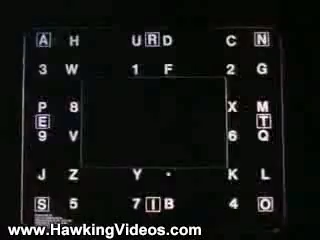 A H U R D C N
3 W 1 F 2 G
P 8 X M
E T
9 V 6 Q
J Z Y . K L
S 5 7 I B 4 O
www.HawkingVideos.com